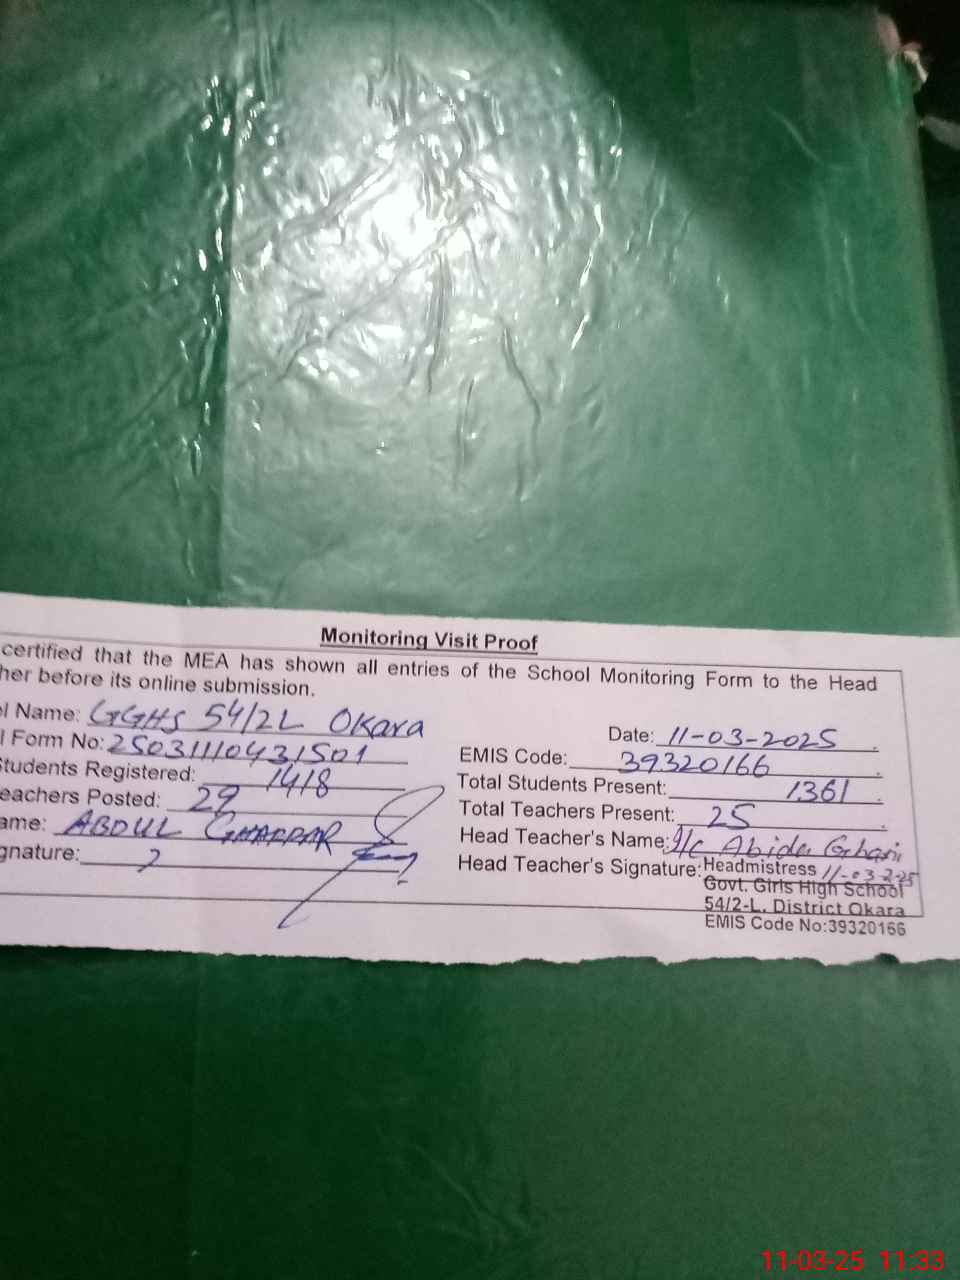 Monitoring Visit Proof
certified that the MEA has shown all entries of the School Monitoring Form to the Head
her before its online submission.
l Name: GGHS 54/2L Okara
Date: 11-03-2025
l Form No: 25031110431501
EMIS Code: 39320166
tudents Registered: 1418
Total Students Present: 1361
eachers Posted: 29
Total Teachers Present: 25
ame: ABDUL GHAFFAR
Head Teacher's Name: I/c Abida Ghani
gnature:
Head Teacher's Signature: Headmistress 11-03-225
Govt. Girls High School
54/2-L. District Okara
EMIS Code No:39320166
11-03-25 11:33